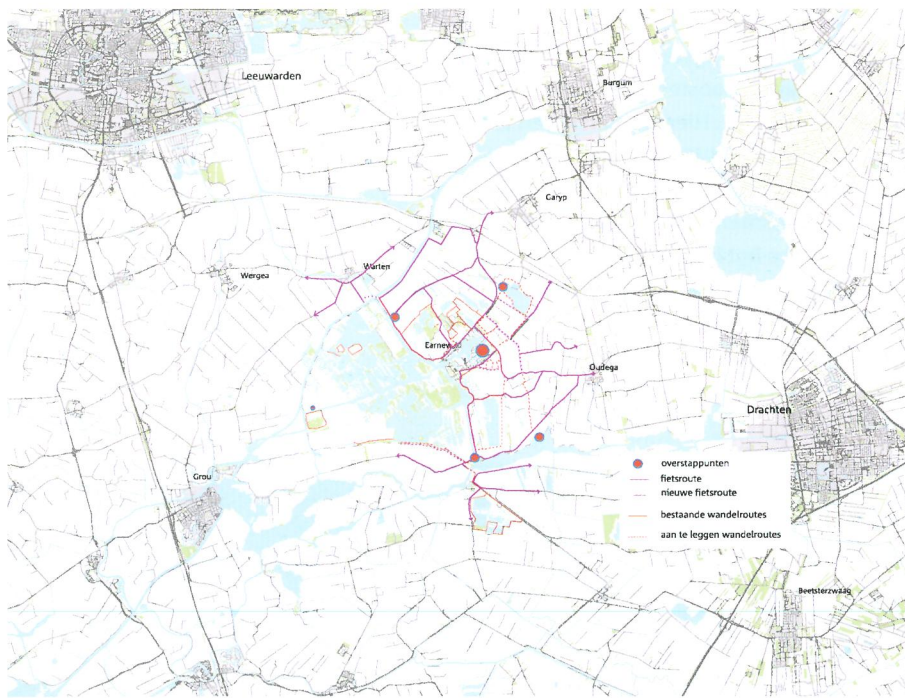 Leeuwarden
Burgum
Garyp
Warten
Wergea
Earnew
Oudega
Drachten
Grou
overstappunten
fietsroute
nieuwe fietsroute
bestaande wandelroutes
aan te leggen wandelroutes
Beetsterzwaag